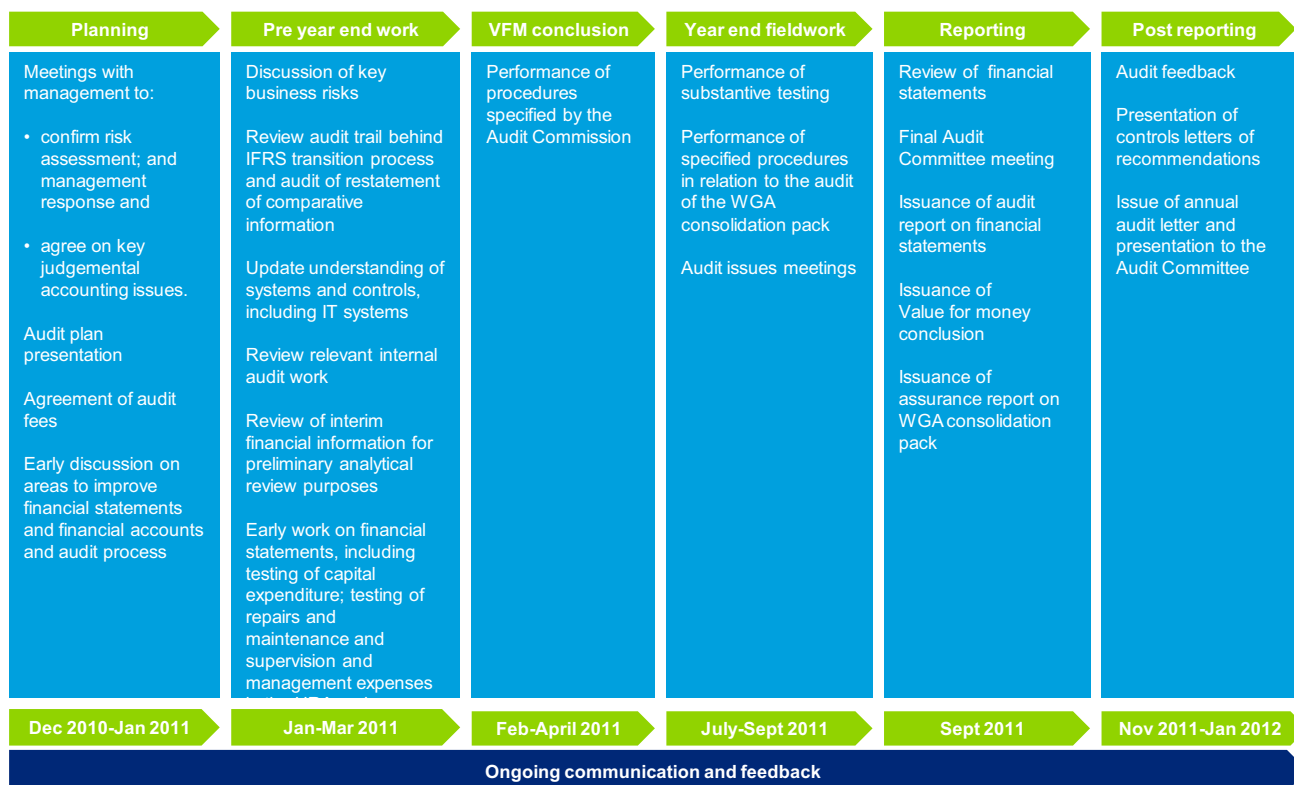 Planning
Meetings with
management to:
• confirm risk
assessment; and
management
response and
• agree on key
judgemental
accounting issues.
Audit plan
presentation
Agreement of audit
fees
Early discussion on
areas to improve
financial statements
and financial accounts
and audit process
Dec 2010-Jan 2011
Pre year end work
Discussion of key
business risks
Review audit trail behind
IFRS transition process
and audit of restatement
of comparative
information
Update understanding of
systems and controls,
including IT systems
Review relevant internal
audit work
Review of interim
financial information for
preliminary analytical
review purposes
Early work on financial
statements, including
testing of capital
expenditure; testing of
repairs and
maintenance and
supervision and
management expenses
Jan-Mar 2011
VFM conclusion
Performance of
procedures
specified by the
Audit Commission
Feb-April 2011
Year end fieldwork
Performance of
substantive testing
Performance of
specified procedures
in relation to the audit
of the WGA
consolidation pack
Audit issues meetings
July-Sept 2011
Reporting
Review of financial
statements
Final Audit
Committee meeting
Issuance of audit
report on financial
statements
Issuance of
Value for money
conclusion
Issuance of
assurance report on
WGA consolidation
pack
Sept 2011
Post reporting
Audit feedback
Presentation of
controls letters of
recommendations
Issue of annual
audit letter and
presentation to the
Audit Committee
Nov 2011-Jan 2012
Ongoing communication and feedback